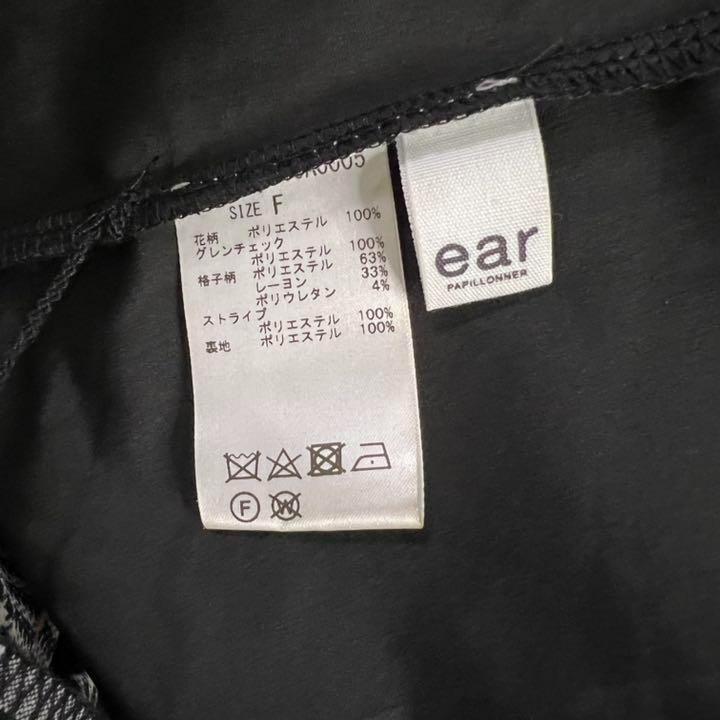 SIZE F
花柄 ポリエステル 100%
グレンチェック
ポリエステル 100%
格子柄 ポリエステル 63%
レーヨン 33%
ポリウレタン 4%
ストライプ
ポリエステル 100%
裏地 ポリエステル 100%
F W
ear
PAPILLONNER